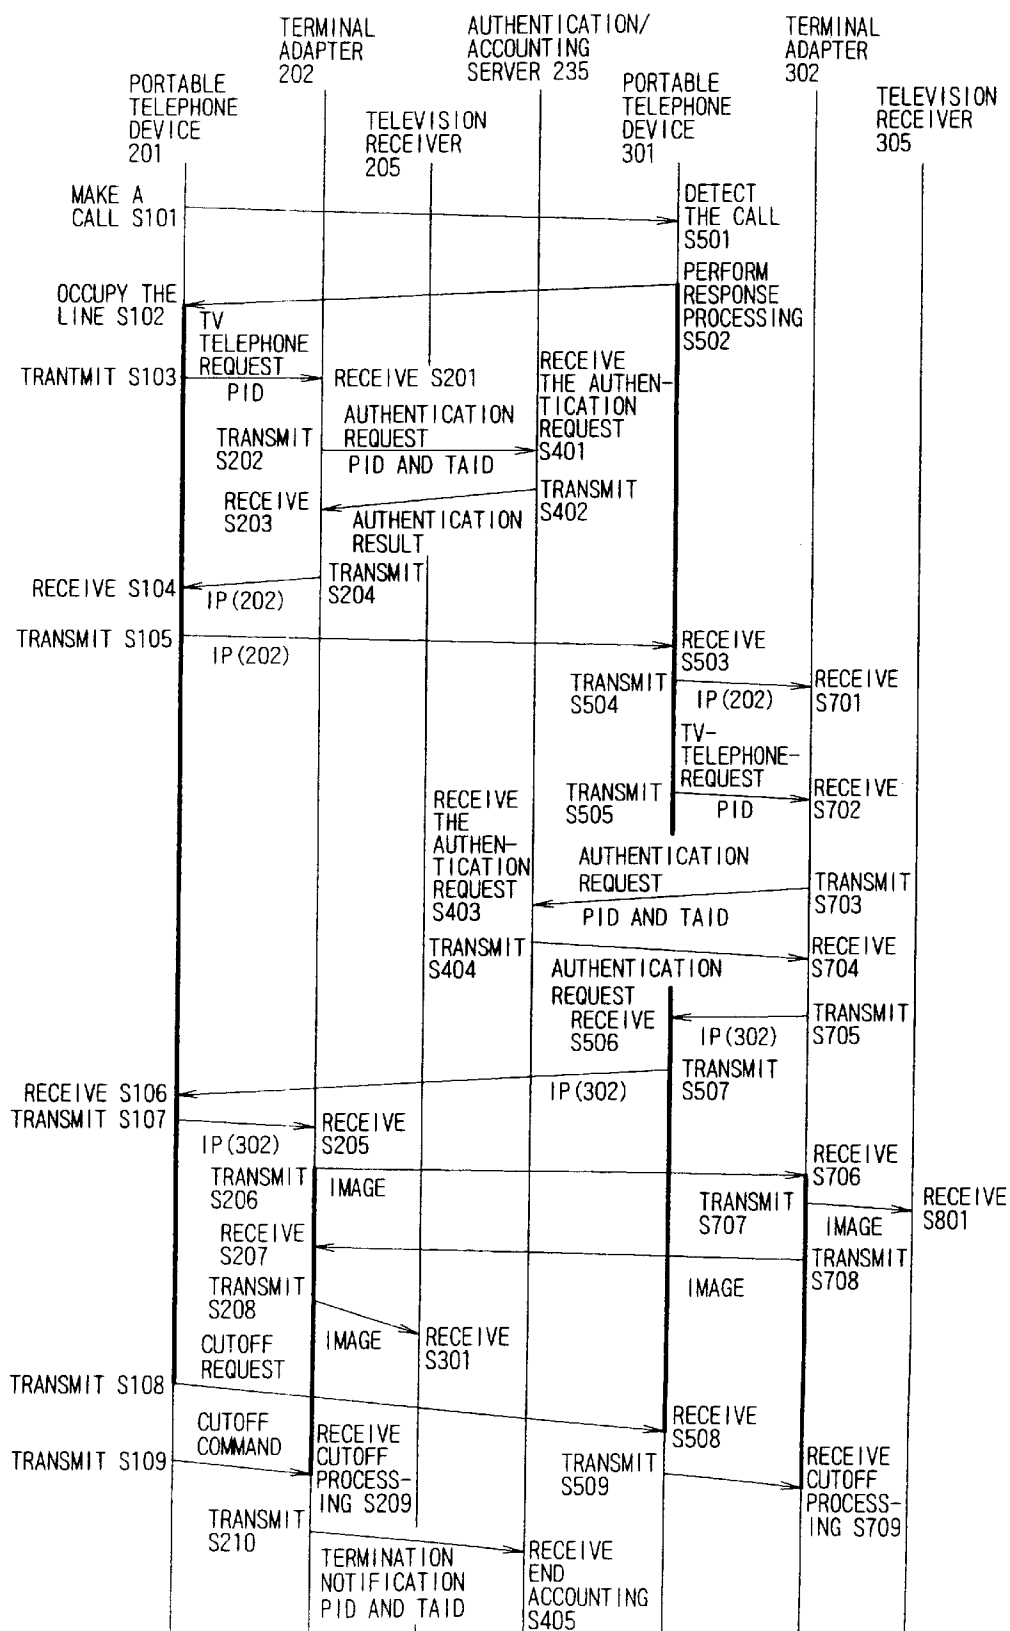 TERMINAL
ADAPTER
202
AUTHENTICATION/
ACCOUNTING
SERVER 235
TERMINAL
ADAPTER
302
PORTABLE
TELEPHONE
DEVICE
201
TELEVISION
RECEIVER
205
PORTABLE
TELEPHONE
DEVICE
301
TELEVISION
RECEIVER
305
MAKE A
CALL S101
DETECT
THE CALL
S501
PERFORM
RESPONSE
PROCESSING
S502
OCCUPY THE
LINE S102
TV
TELEPHONE
REQUEST
TRANTMIT S103
PID
RECEIVE S201
RECEIVE
THE AUTHEN-
TICATION
REQUEST
S401
TRANSMIT
S202
AUTHENTICATION
REQUEST
PID AND TAID
TRANSMIT
S402
RECEIVE
S203
AUTHENTICATION
RESULT
TRANSMIT
S204
RECEIVE S104
IP(202)
TRANSMIT S105
IP(202)
RECEIVE
S503
TRANSMIT
S504
IP(202)
RECEIVE
S701
TV-
TELEPHONE-
REQUEST
TRANSMIT
S505
PID
RECEIVE
S702
RECEIVE
THE
AUTHEN-
TICATION
REQUEST
S403
AUTHENTICATION
REQUEST
PID AND TAID
TRANSMIT
S703
TRANSMIT
S404
RECEIVE
S704
AUTHENTICATION
REQUEST
RECEIVE
S506
IP(302)
TRANSMIT
S705
TRANSMIT
S507
IP(302)
RECEIVE S106
TRANSMIT S107
IP(302)
RECEIVE
S205
RECEIVE
S706
TRANSMIT
S206
IMAGE
TRANSMIT
S707
IMAGE
RECEIVE
S801
RECEIVE
S207
TRANSMIT
S708
IMAGE
TRANSMIT
S208
IMAGE
RECEIVE
S301
CUTOFF
REQUEST
TRANSMIT S108
RECEIVE
S508
CUTOFF
COMMAND
TRANSMIT S109
RECEIVE
CUTOFF
PROCESS-
ING S209
TRANSMIT
S509
RECEIVE
CUTOFF
PROCESS-
ING S709
TRANSMIT
S210
TERMINATION
NOTIFICATION
PID AND TAID
RECEIVE
END
ACCOUNTING
S405